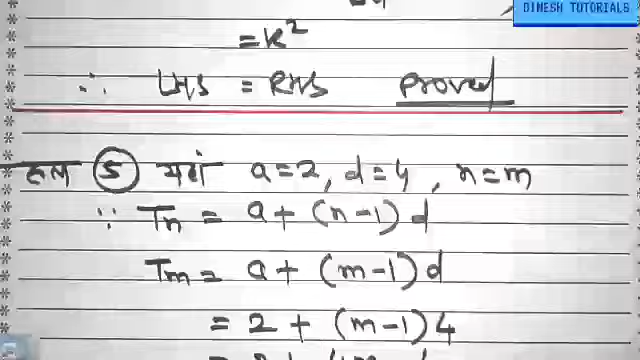 DINESH TUTORIALS
= k²
∴ LHS = RHS Proved
हल 5 यहाँ a = 2, d = 4, n = m
∵ Tn = a + (n - 1) d
Tm = a + (m - 1) d
= 2 + (m - 1) 4